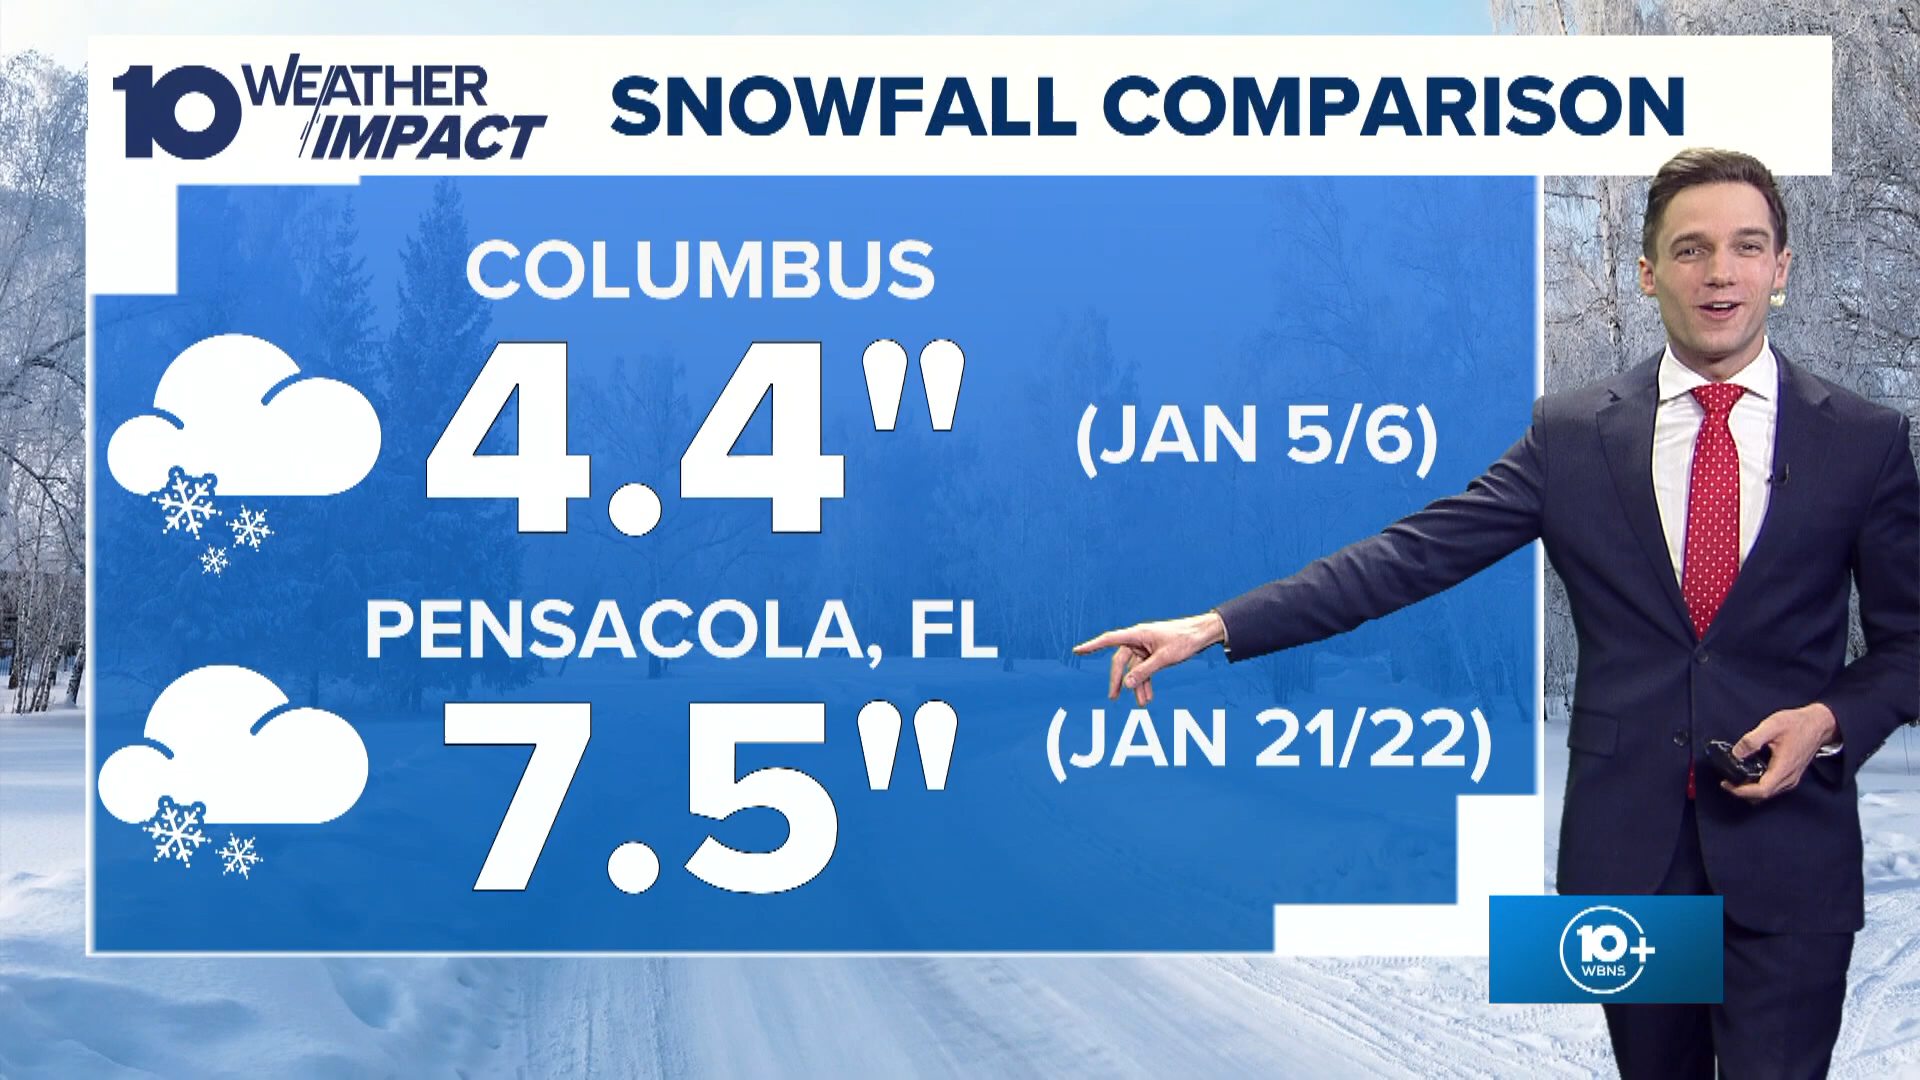 10 WEATHER
IMPACT
SNOWFALL COMPARISON
COLUMBUS
4.4"
(JAN 5/6)
PENSACOLA, FL
7.5"
(JAN 21/22)
10+
WBNS